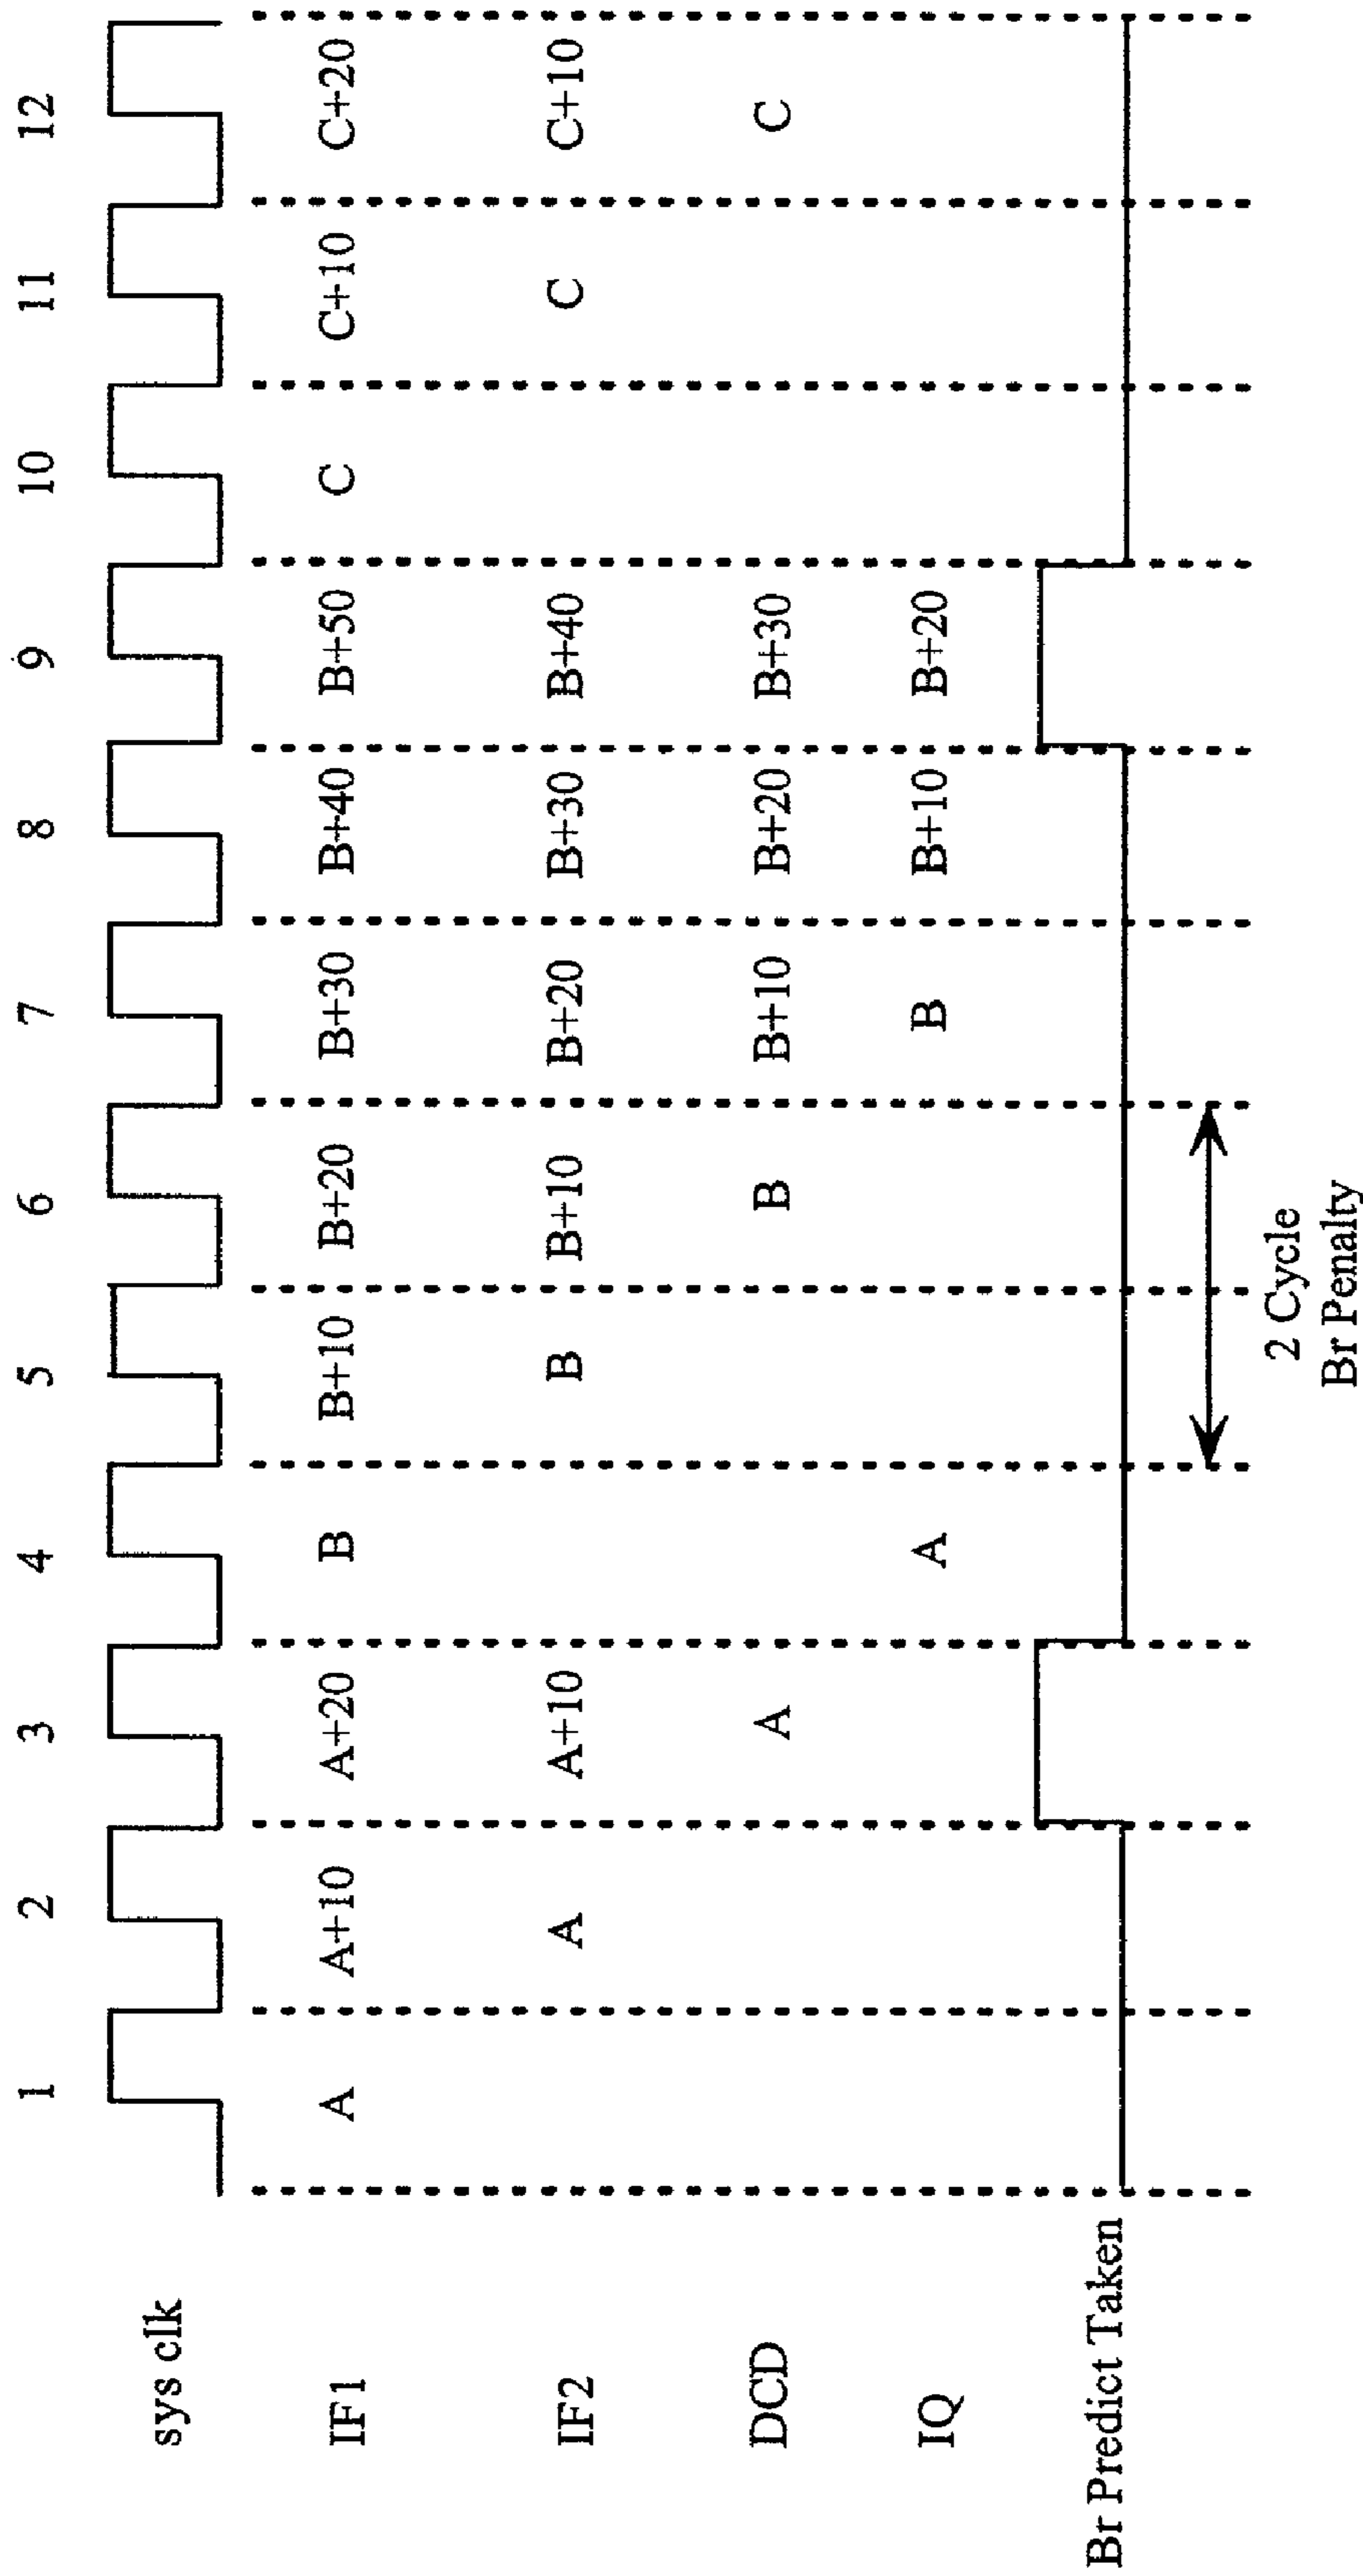 1 2 3 4 5 6 7 8 9 10 11 12
sys clk
IF1 A A+10 A+20 B B+10 B+20 B+30 B+40 B+50 C C+10 C+20
IF2 A A+10 B B+10 B+20 B+30 B+40 C C+10
DCD A B B+10 B+20 B+30 C
IQ A B B+10 B+20
Br Predict Taken
2 Cycle
Br Penalty